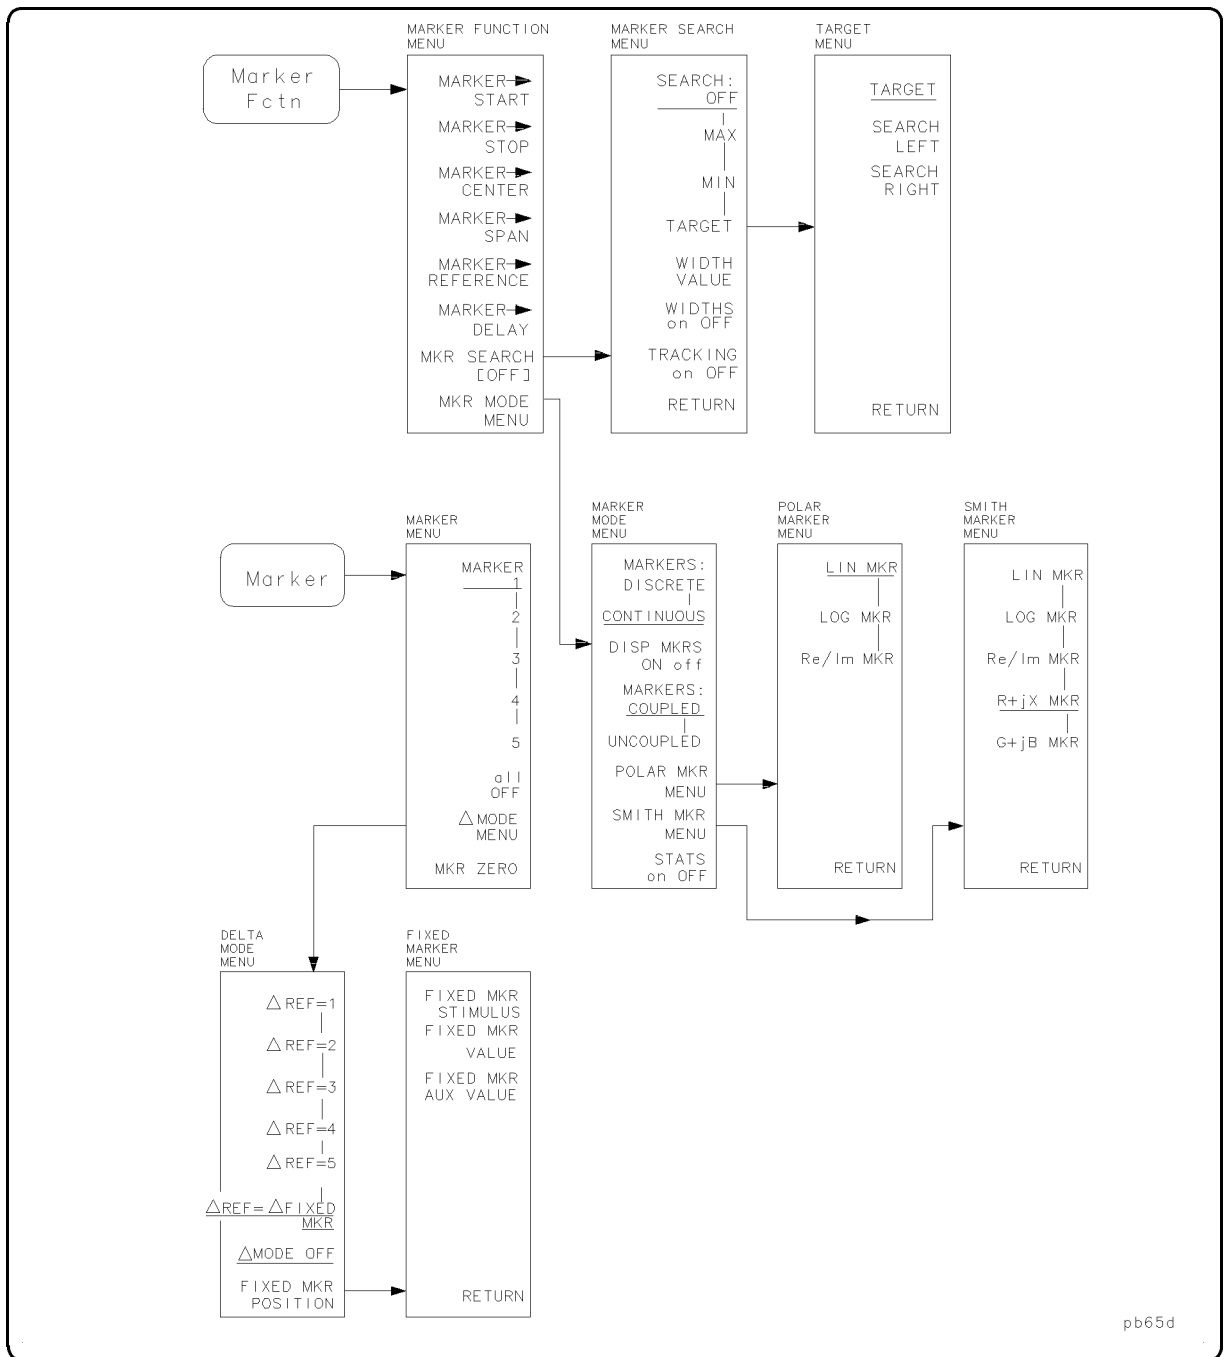 Marker
Fctn
MARKER FUNCTION
MENU
MARKER
START
MARKER
STOP
MARKER
CENTER
MARKER
SPAN
MARKER
REFERENCE
MARKER
DELAY
MKR SEARCH
[OFF]
MKR MODE
MENU
MARKER SEARCH
MENU
SEARCH:
OFF
MAX
MIN
TARGET
WIDTH
VALUE
WIDTHS
on OFF
TRACKING
on OFF
RETURN
TARGET
MENU
TARGET
SEARCH
LEFT
SEARCH
RIGHT
RETURN
Marker
MARKER
MENU
MARKER
1
2
3
4
5
all
OFF
△ MODE
MENU
MKR ZERO
MARKER
MODE
MENU
MARKERS:
DISCRETE
CONTINUOUS
DISP MKRS
ON off
MARKERS:
COUPLED
UNCOUPLED
POLAR MKR
MENU
SMITH MKR
MENU
STATS
on OFF
POLAR
MARKER
MENU
LIN MKR
LOG MKR
Re/Im MKR
RETURN
SMITH
MARKER
MENU
LIN MKR
LOG MKR
Re/Im MKR
R+jX MKR
G+jB MKR
RETURN
DELTA
MODE
MENU
△ REF=1
△ REF=2
△ REF=3
△ REF=4
△ REF=5
△REF= △FIXED
MKR
△MODE OFF
FIXED MKR
POSITION
FIXED
MARKER
MENU
FIXED MKR
STIMULUS
FIXED MKR
VALUE
FIXED MKR
AUX VALUE
RETURN
pb65d